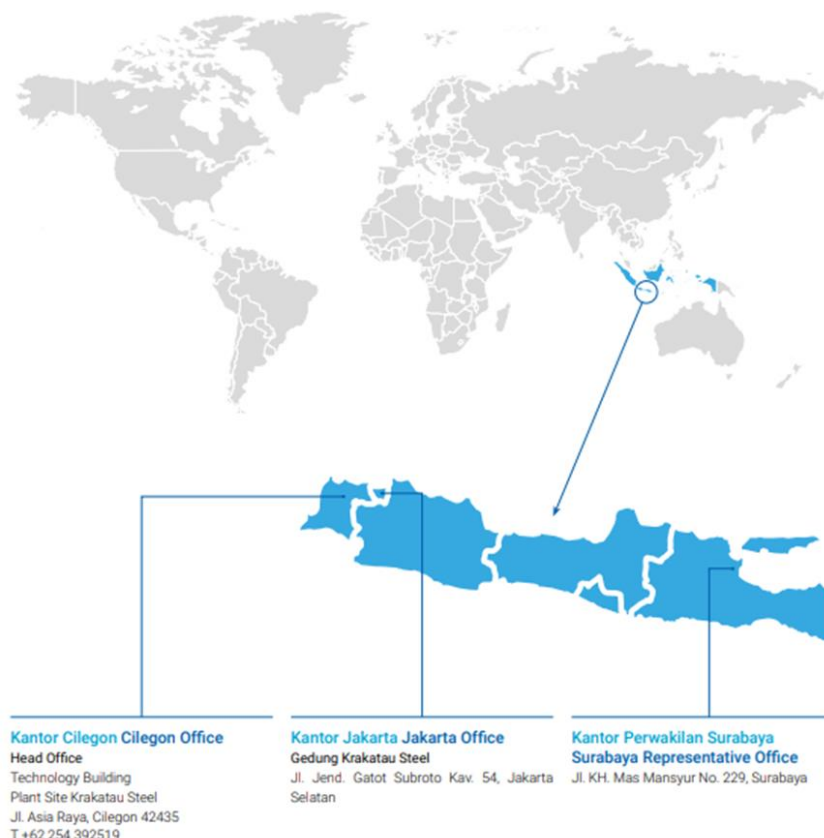 Kantor Cilegon Cilegon Office
Head Office
Technology Building
Plant Site Krakatau Steel
Jl. Asia Raya, Cilegon 42435
T +62 254 392519
Kantor Jakarta Jakarta Office
Gedung Krakatau Steel
Jl. Jend. Gatot Subroto Kav. 54, Jakarta
Selatan
Kantor Perwakilan Surabaya
Surabaya Representative Office
Jl. KH. Mas Mansyur No. 229, Surabaya